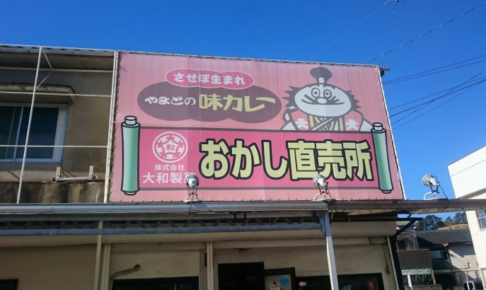 させぼ生まれ
やまとの味カレー
大和
おかし直売所
株式会社
大和製菓